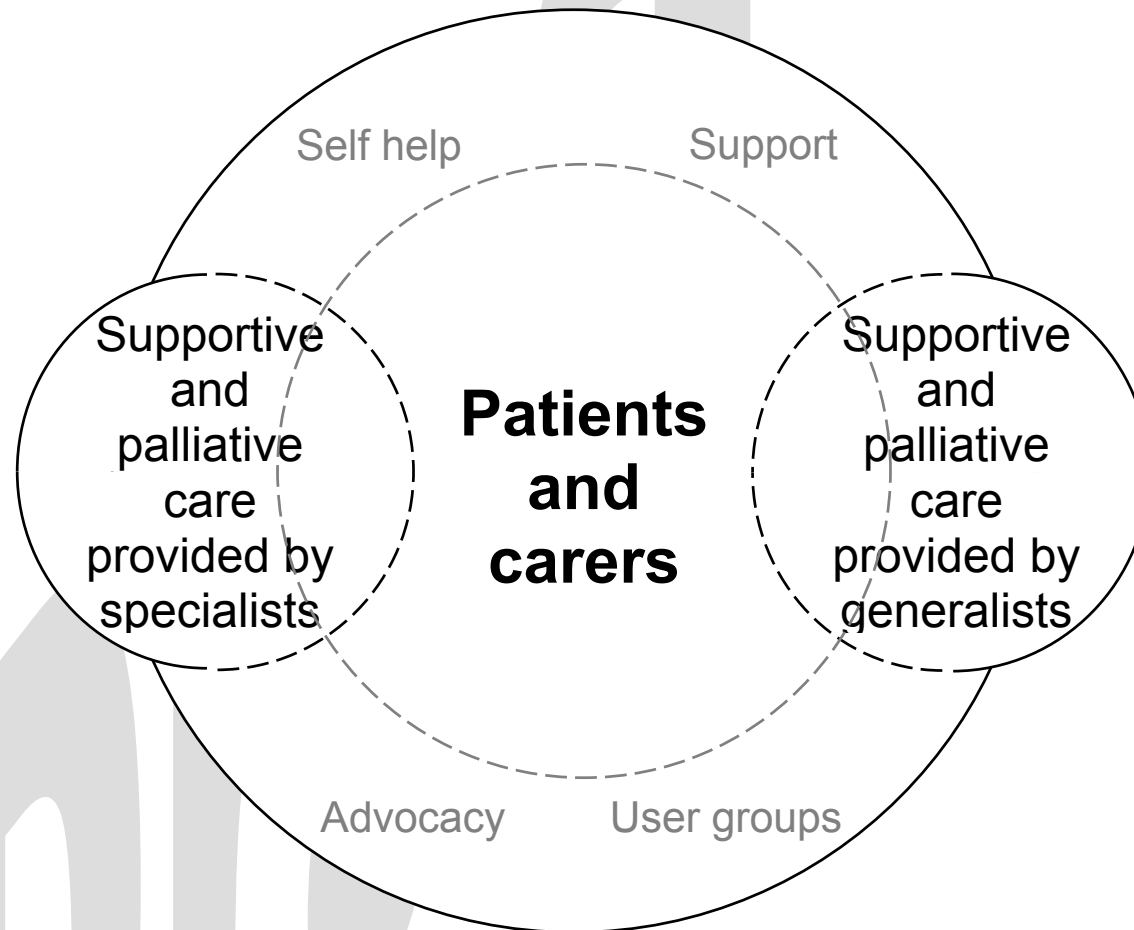 Self help
Support
Supportive
and
palliative
care
provided by
specialists
Patients
and
carers
Supportive
and
palliative
care
provided by
generalists
Advocacy
User groups